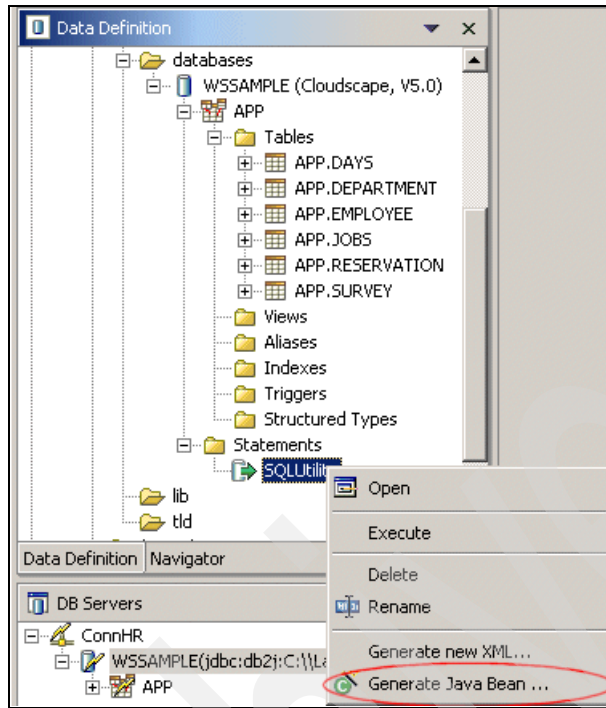 Data Definition
databases
WSSAMPLE (Cloudscape, V5.0)
APP
Tables
APP.DAYS
APP.DEPARTMENT
APP.EMPLOYEE
APP.JOBS
APP.RESERVATION
APP.SURVEY
Views
Aliases
Indexes
Triggers
Structured Types
Statements
SQLUtilit
lib
tld
Open
Execute
Delete
Rename
Generate new XML...
Generate Java Bean ...
Data Definition Navigator
DB Servers
ConnHR
WSSAMPLE(jdbc:db2j:C:\\La
APP